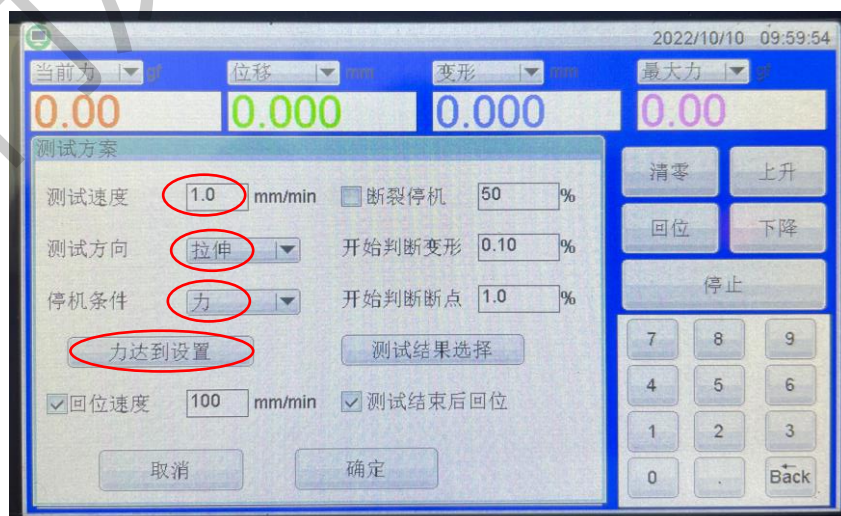 2022/10/10 09:59:54
当前力 gf 位移 mm 变形 mm 最大力 gf
0.00 0.000 0.000 0.00
测试方案
测试速度 1.0 mm/min 断裂停机 50 %
测试方向 拉伸 开始判断变形 0.10 %
停机条件 力 开始判断断点 1.0 %
力达到设置 测试结果选择
回位速度 100 mm/min 测试结束后回位
取消 确定
清零 上升
回位 下降
停止
7 8 9
4 5 6
1 2 3
0 . Back